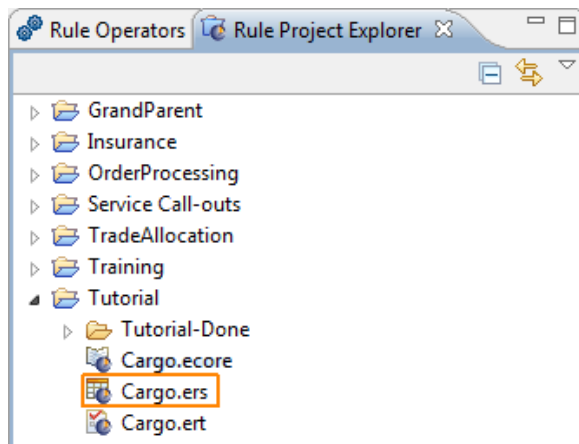 Rule Operators Rule Project Explorer
GrandParent
Insurance
OrderProcessing
Service Call-outs
TradeAllocation
Training
Tutorial
Tutorial-Done
Cargo.ecore
Cargo.ers
Cargo.ert